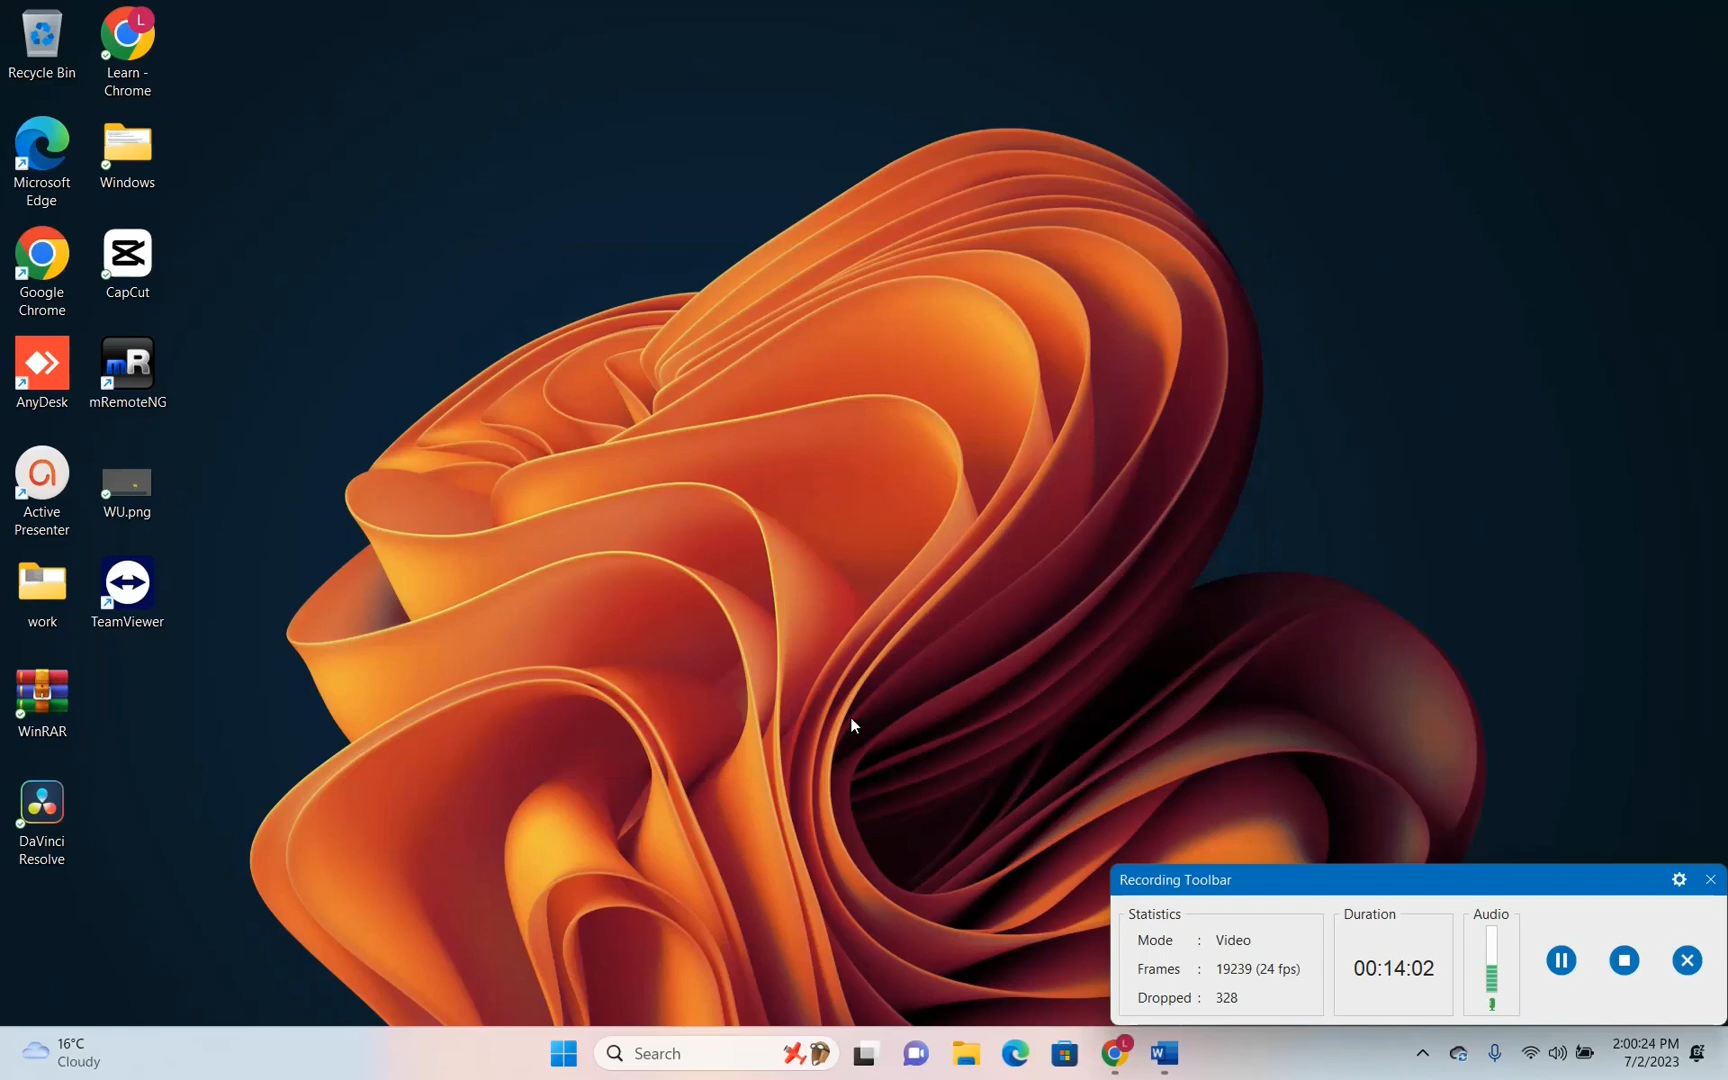 Recycle Bin
Learn -
Chrome
L
Microsoft
Edge
Windows
Google
Chrome
CapCut
AnyDesk
mR
mRemoteNG
Active
Presenter
WU.png
work
TeamViewer
WinRAR
DaVinci
Resolve
Recording Toolbar
Statistics
Mode : Video
Frames : 19239 (24 fps)
Dropped : 328
Duration
00:14:02
Audio
16°C
Cloudy
Search
L
W
2:00:24 PM
7/2/2023